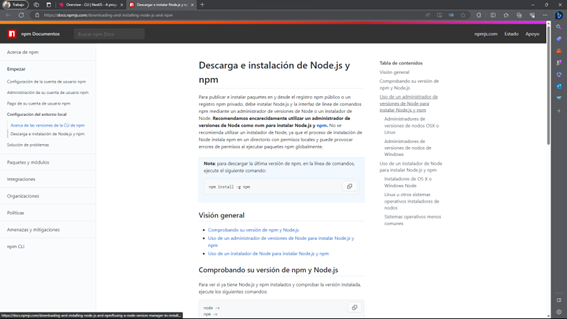 Trabajo
Overview - CLI | NestJS - A progr
Descarga e instalación de Node.js y n
https://docs.npmjs.com/downloading-and-installing-node-js-and-npm
npm Documentos
Buscar npm Docs
npmjs.com
Estado
Apoyo
Acerca de npm
Empezar
Configuración de su cuenta de usuario npm
Administración de su cuenta de usuario npm
Pago de su cuenta de usuario npm
Configuración del entorno local
Acerca de las versiones de la CLI de npm
Descarga e instalación de Node.js y npm
Solución de problemas
Paquetes y módulos
Integraciones
Organizaciones
Políticas
Amenazas y mitigaciones
npm CLI
Descarga e instalación de Node.js y
npm
Para publicar e instalar paquetes en y desde el registro npm público o un
registro npm privado, debe instalar Node.js y la interfaz de línea de comandos
npm mediante un administrador de versiones de Node o un instalador de
Node. Recomendamos encarecidamente utilizar un administrador de
versiones de Node como nvm para instalar Node.js y npm. No se
recomienda utilizar un instalador de Node, ya que el proceso de instalación de
Node instala npm en un directorio con permisos locales y puede provocar
errores de permisos al ejecutar paquetes npm globalmente.
Nota: para descargar la última versión de npm, en la línea de comandos,
ejecute el siguiente comando:
npm install -g npm
Visión general
Comprobando su versión de npm y Node.js
Uso de un administrador de versiones de Node para instalar Node.js y
npm
Uso de un instalador de Node para instalar Node.js y npm
Comprobando su versión de npm y Node.js
Para ver si ya tiene Node.js y npm instalados y comprobar la versión instalada,
ejecute los siguientes comandos:
node -v
npm -v
Tabla de contenidos
Visión general
Comprobando su versión de
npm y Node.js
Uso de un administrador de
versiones de Node para
instalar Node.js y npm
Administradores de
versiones de nodos OSX o
Linux
Administradores de
versiones de nodos de
Windows
Uso de un instalador de Node
para instalar Node.js y npm
Instaladores de OS X o
Windows Node
Linux u otros sistemas
operativos Instaladores de
nodos
Sistemas operativos menos
comunes
https://docs.npmjs.com/downloading-and-installing-node-js-and-npm#using-a-node-version-manager-to-install...